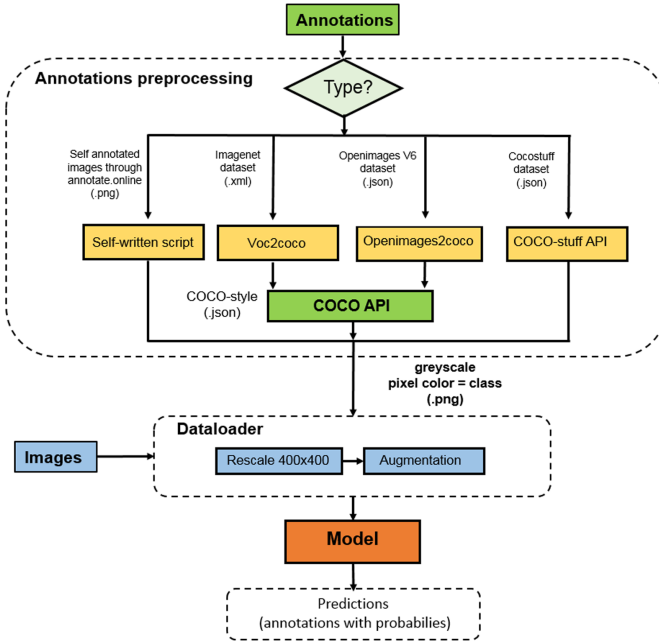 Annotations
Annotations preprocessing
Type?
Self annotated
images through
annotate.online
(.png)
Imagenet
dataset
(.xml)
Openimages V6
dataset
(.json)
Cocostuff
dataset
(.json)
Self-written script
Voc2coco
Openimages2coco
COCO-stuff API
COCO-style
(.json)
COCO API
greyscale
pixel color = class
(.png)
Dataloader
Images
Rescale 400x400
Augmentation
Model
Predictions
(annotations with probabilies)